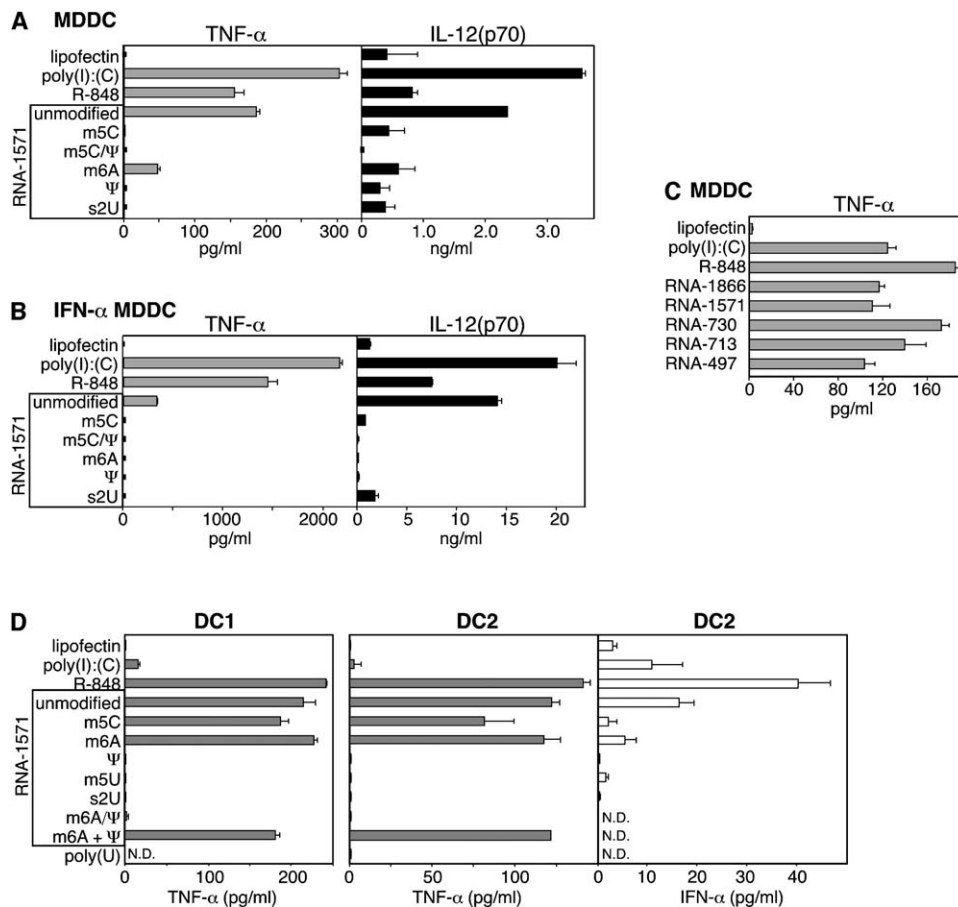 A MDDC
TNF-α IL-12(p70)
lipofectin
poly(I):(C)
R-848
RNA-1571
unmodified
m5C
m5C/Ψ
m6A
Ψ
s2U
0 100 200 300 0 1.0 2.0 3.0
pg/ml ng/ml
B IFN-α MDDC
TNF-α IL-12(p70)
lipofectin
poly(I):(C)
R-848
RNA-1571
unmodified
m5C
m5C/Ψ
m6A
Ψ
s2U
0 1000 2000 0 5 10 15 20
pg/ml ng/ml
C MDDC
TNF-α
lipofectin
poly(I):(C)
R-848
RNA-1866
RNA-1571
RNA-730
RNA-713
RNA-497
0 40 80 120 160
pg/ml
D DC1 DC2 DC2
lipofectin
poly(I):(C)
R-848
RNA-1571
unmodified
m5C
m6A
Ψ
m5U
s2U
m6A/Ψ N.D.
m6A + Ψ N.D.
poly(U) N.D. N.D.
0 100 200 0 50 100 0 20 40
TNF-α (pg/ml) TNF-α (pg/ml) IFN-α (pg/ml)